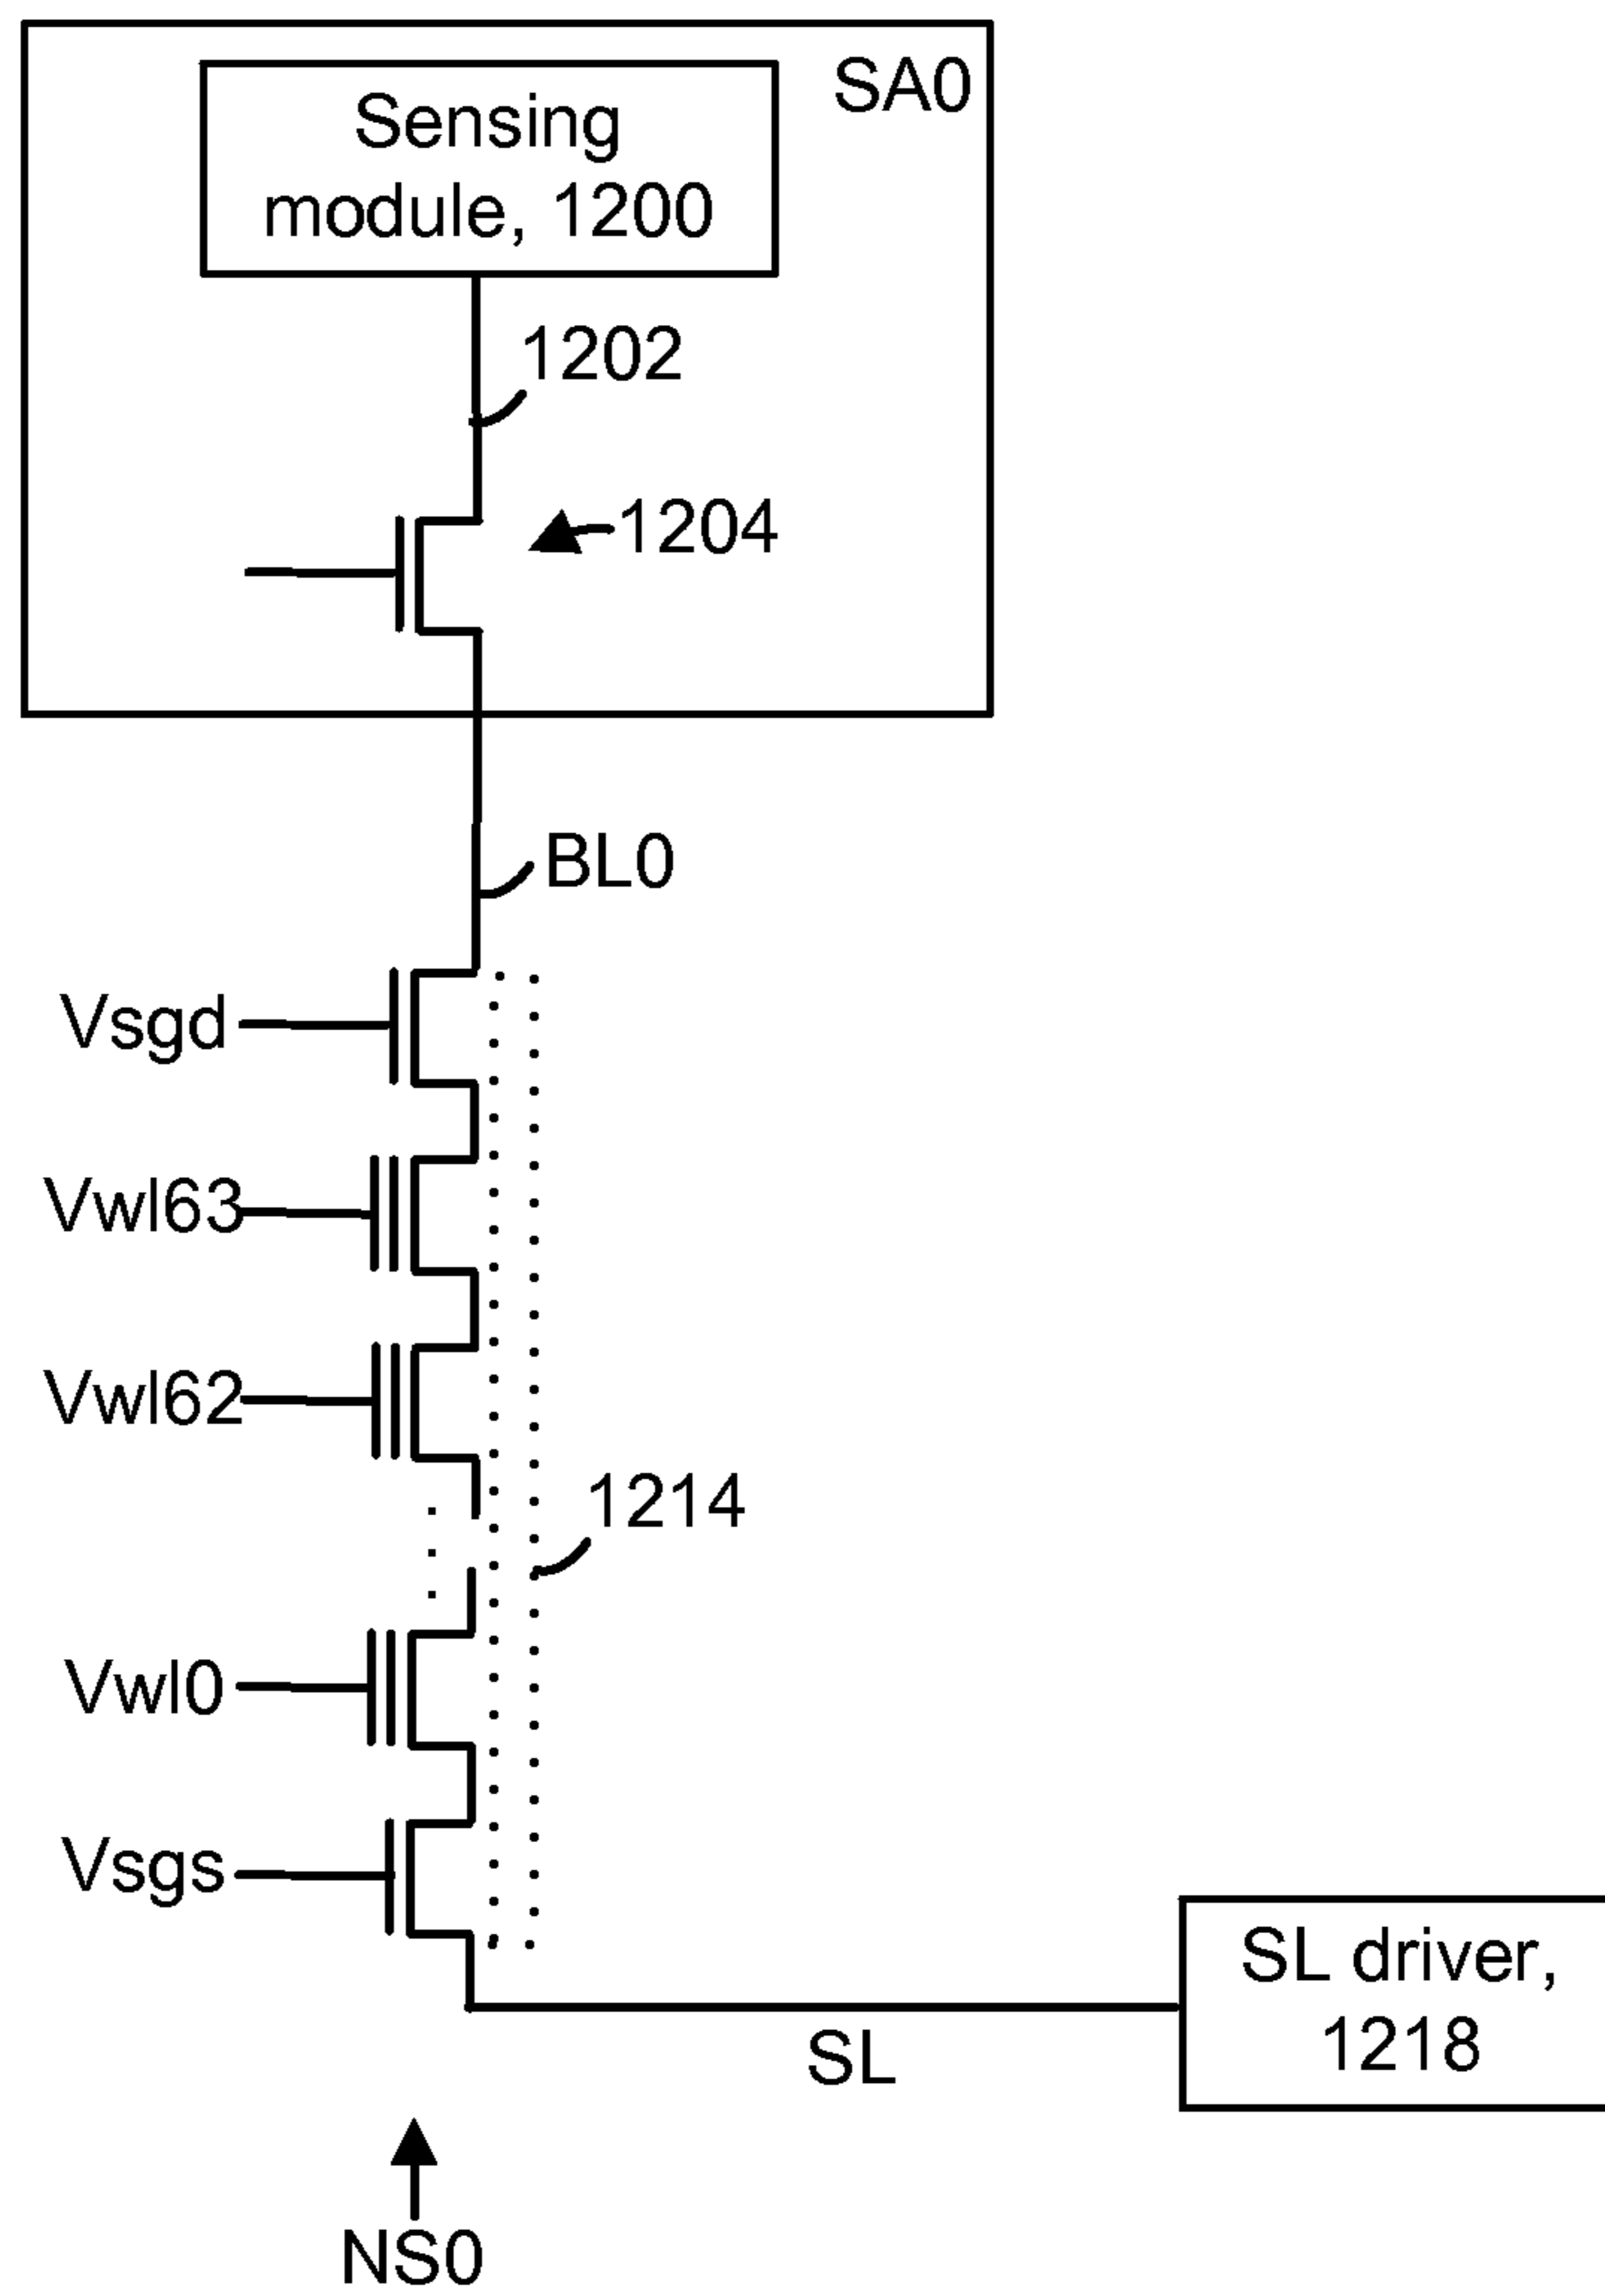 SA0
Sensing
module, 1200
1202
1204
BL0
Vsgd
Vwl63
Vwl62
1214
Vwl0
Vsgs
SL driver,
1218
SL
NS0